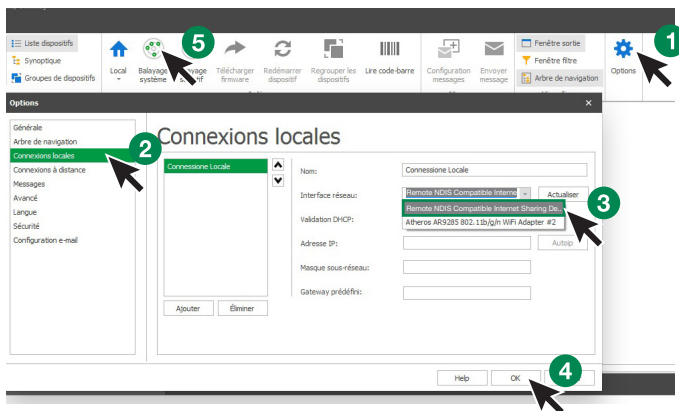 Liste dispositifs
Synoptique
Groupes de dispositifs
Local
Balayage système
Télécharger firmware
Redémarrer dispositif
Regrouper les dispositifs
Lire code-barre
Configuration messages
Envoyer message
Fenêtre sortie
Fenêtre filtre
Arbre de navigation
Options
5
1
Options
×
Générale
Arbre de navigation
Connexions locales
Connexions à distance
Messages
Avancé
Langue
Sécurité
Configuration e-mail
2
Connexions locales
Connessione Locale
Ajouter
Éliminer
Nom:
Connessione Locale
Interface réseau:
Remote NDIS Compatible Interne
Actualiser
Remote NDIS Compatible Internet Sharing De..
Atheros AR9285 802.11b/g/n WiFi Adapter #2
3
Validation DHCP:
Adresse IP:
Autoip
Masque sous-réseau:
Gateway prédéfini:
Help
OK
4